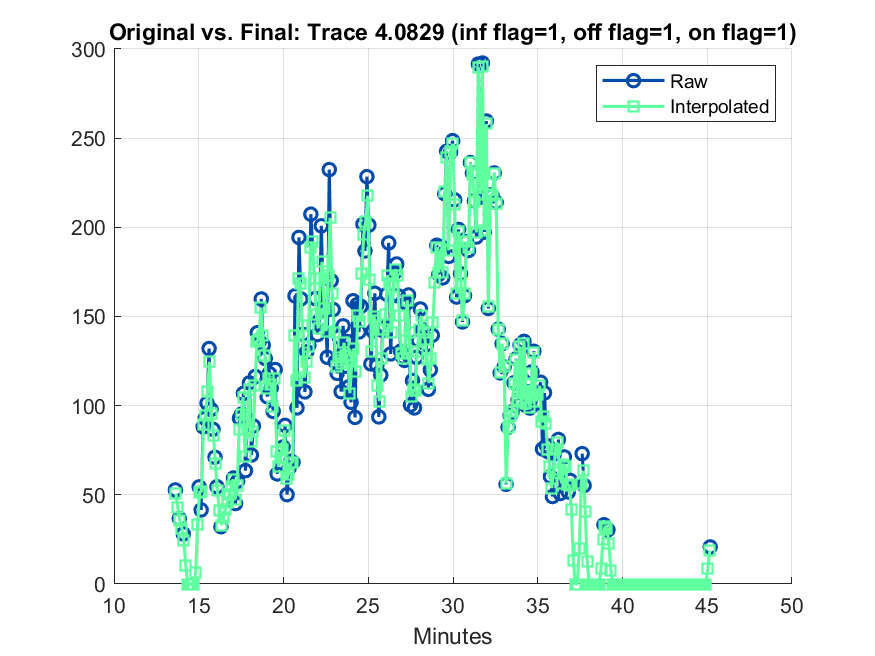 Original vs. Final: Trace 4.0829 (inf flag=1, off flag=1, on flag=1)
300
250
200
150
100
50
0
Raw
Interpolated
10 15 20 25 30 35 40 45 50
Minutes